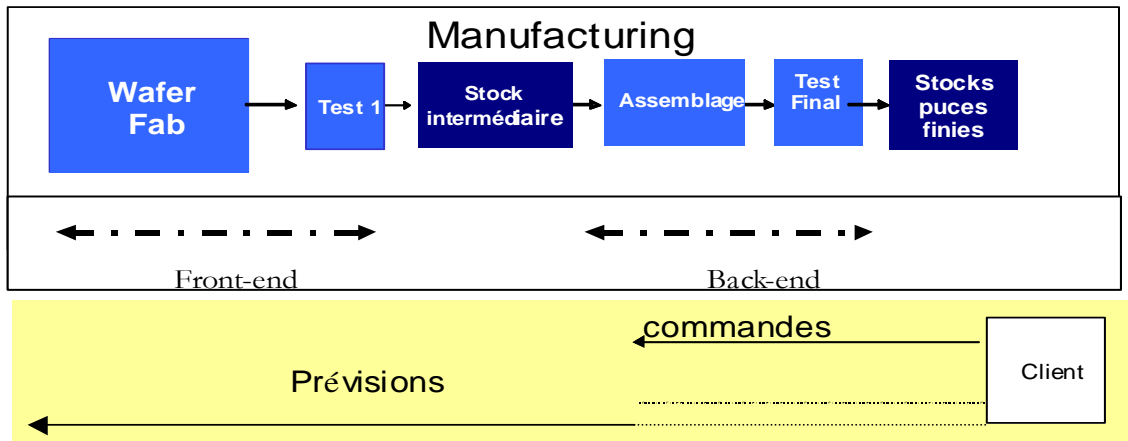 Manufacturing
Wafer
Fab
Test 1
Stock
intermédiaire
Assemblage
Test
Final
Stocks
puces
finies
Front-end
Back-end
commandes
Prévisions
Client